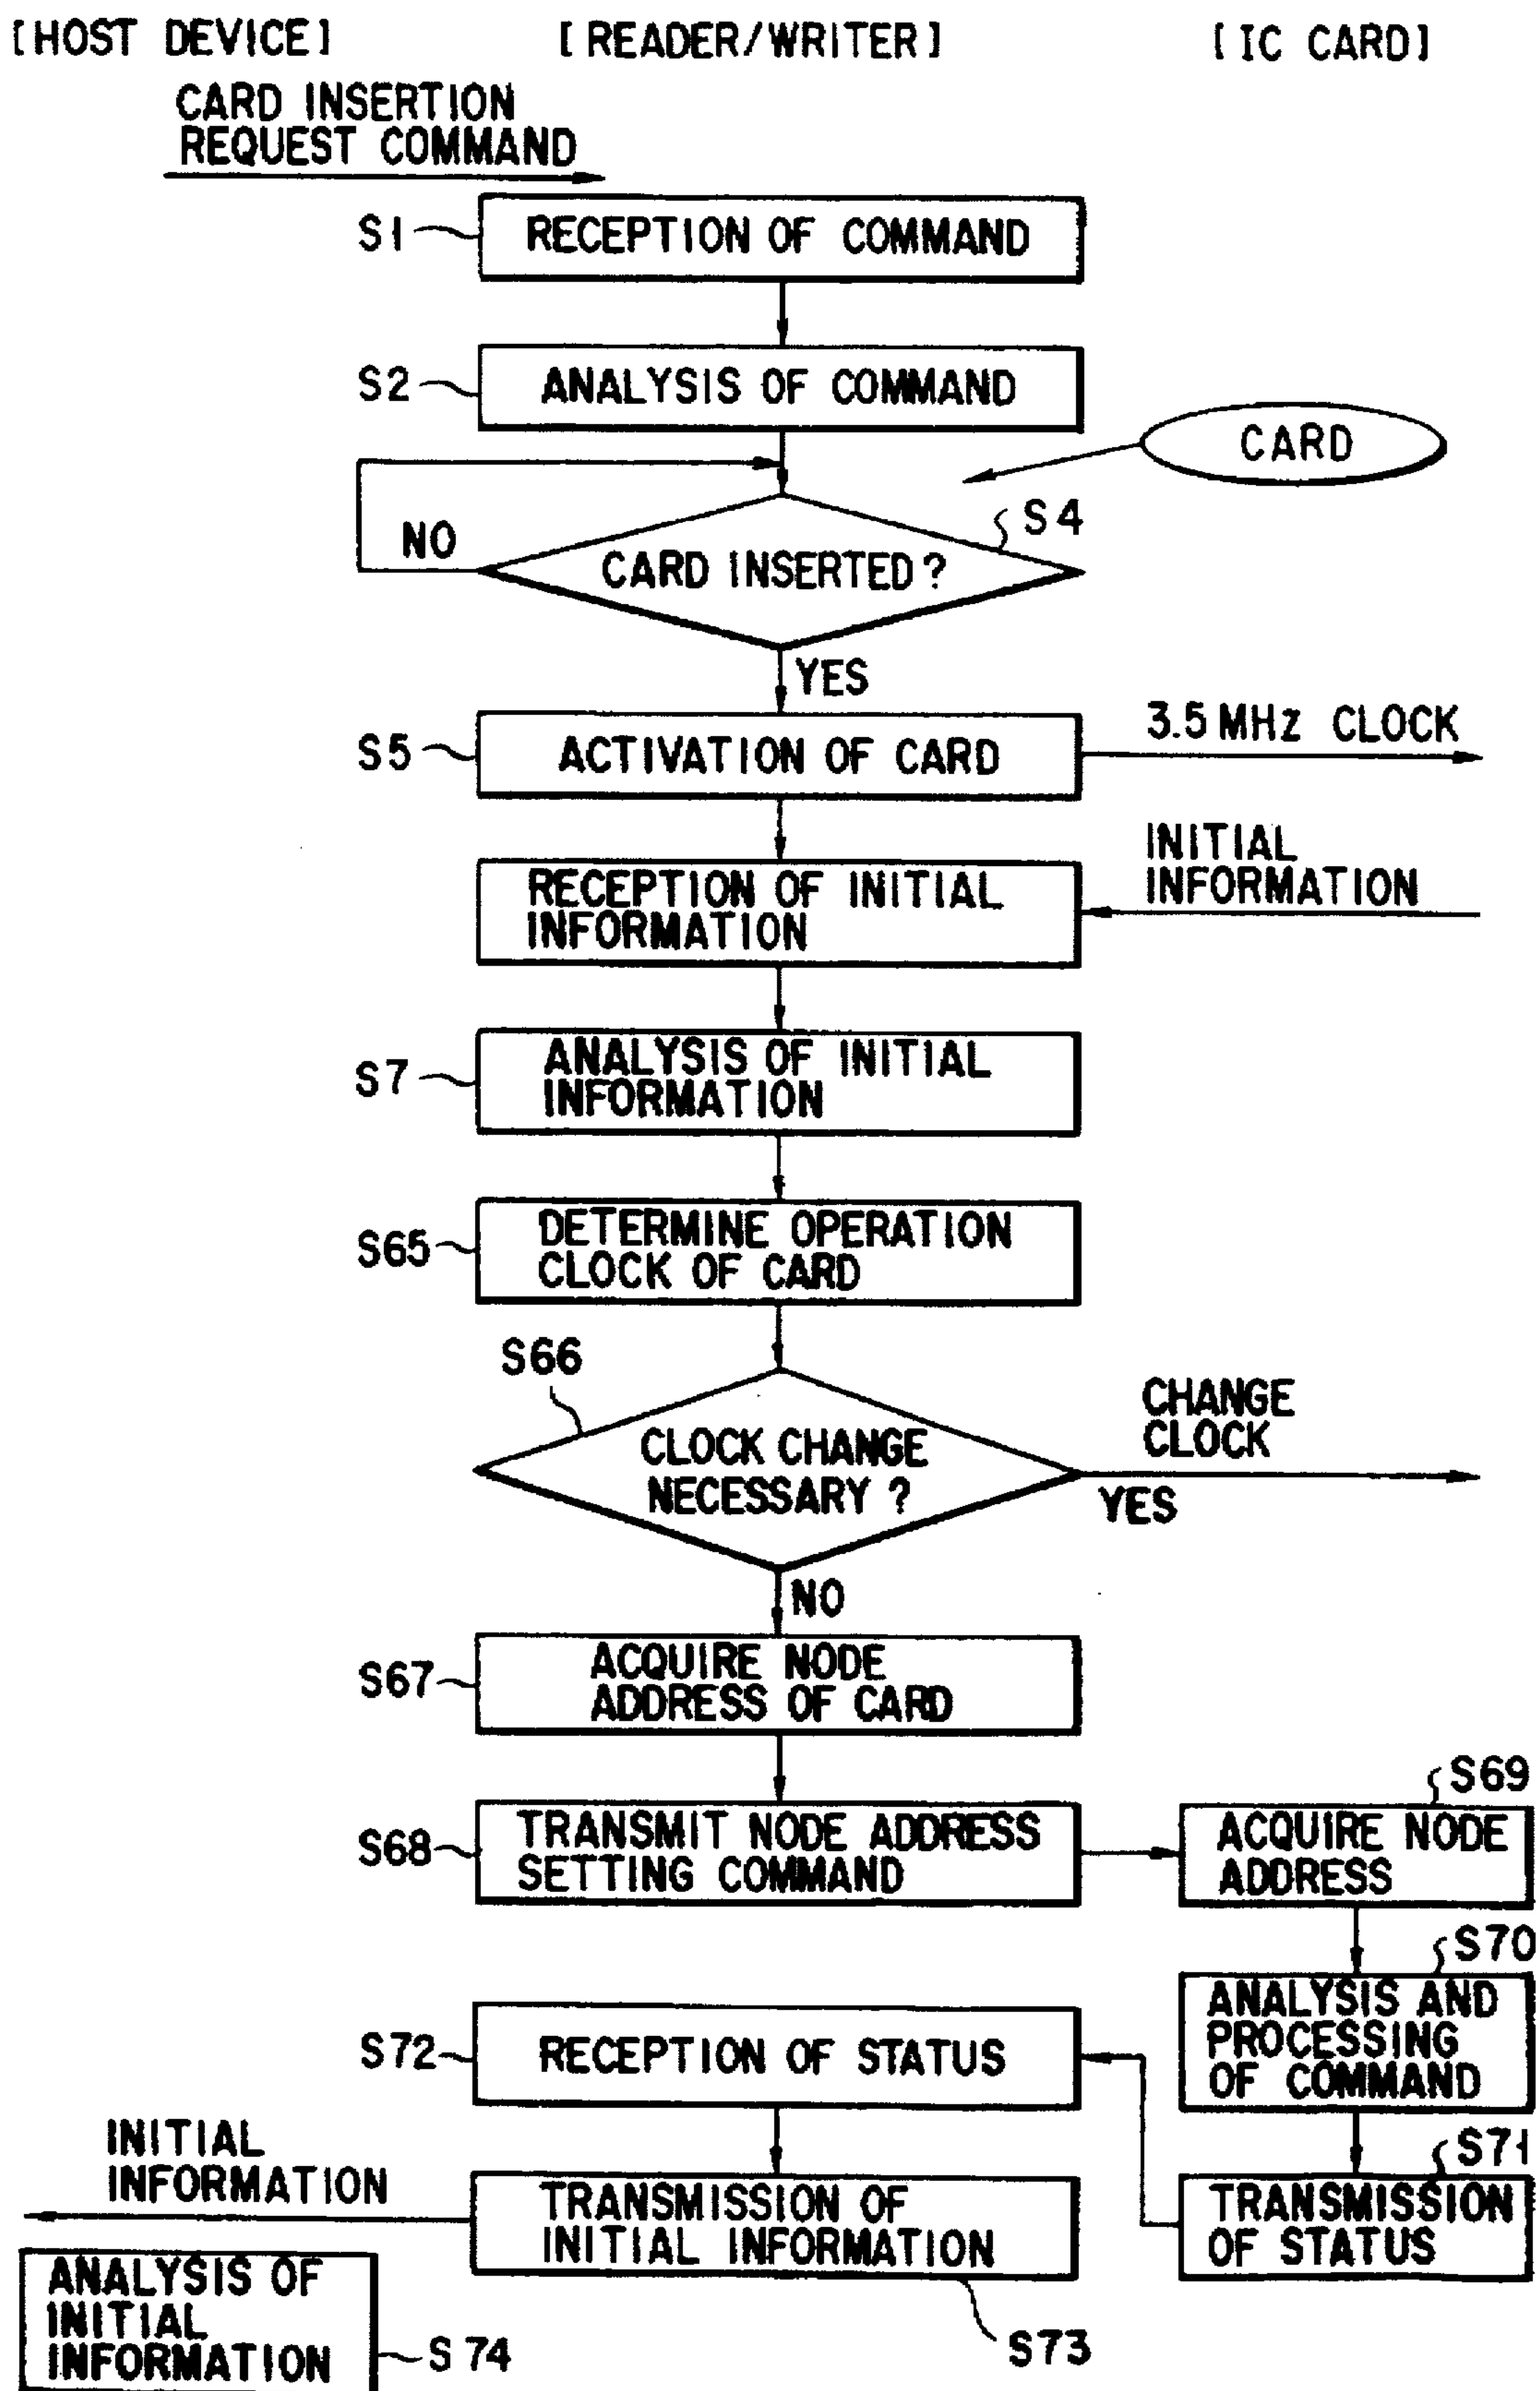 [HOST DEVICE]
[READER/WRITER]
[IC CARD]
CARD INSERTION
REQUEST COMMAND
S1
RECEPTION OF COMMAND
S2
ANALYSIS OF COMMAND
CARD
S4
NO
CARD INSERTED?
YES
S5
ACTIVATION OF CARD
3.5 MHz CLOCK
RECEPTION OF INITIAL
INFORMATION
INITIAL
INFORMATION
S7
ANALYSIS OF INITIAL
INFORMATION
S65
DETERMINE OPERATION
CLOCK OF CARD
S66
CLOCK CHANGE
NECESSARY ?
CHANGE
CLOCK
YES
NO
S67
ACQUIRE NODE
ADDRESS OF CARD
S68
TRANSMIT NODE ADDRESS
SETTING COMMAND
S69
ACQUIRE NODE
ADDRESS
S70
ANALYSIS AND
PROCESSING
OF COMMAND
S72
RECEPTION OF STATUS
S71
TRANSMISSION
OF STATUS
INITIAL
INFORMATION
TRANSMISSION OF
INITIAL INFORMATION
S73
ANALYSIS OF
INITIAL
INFORMATION
S74